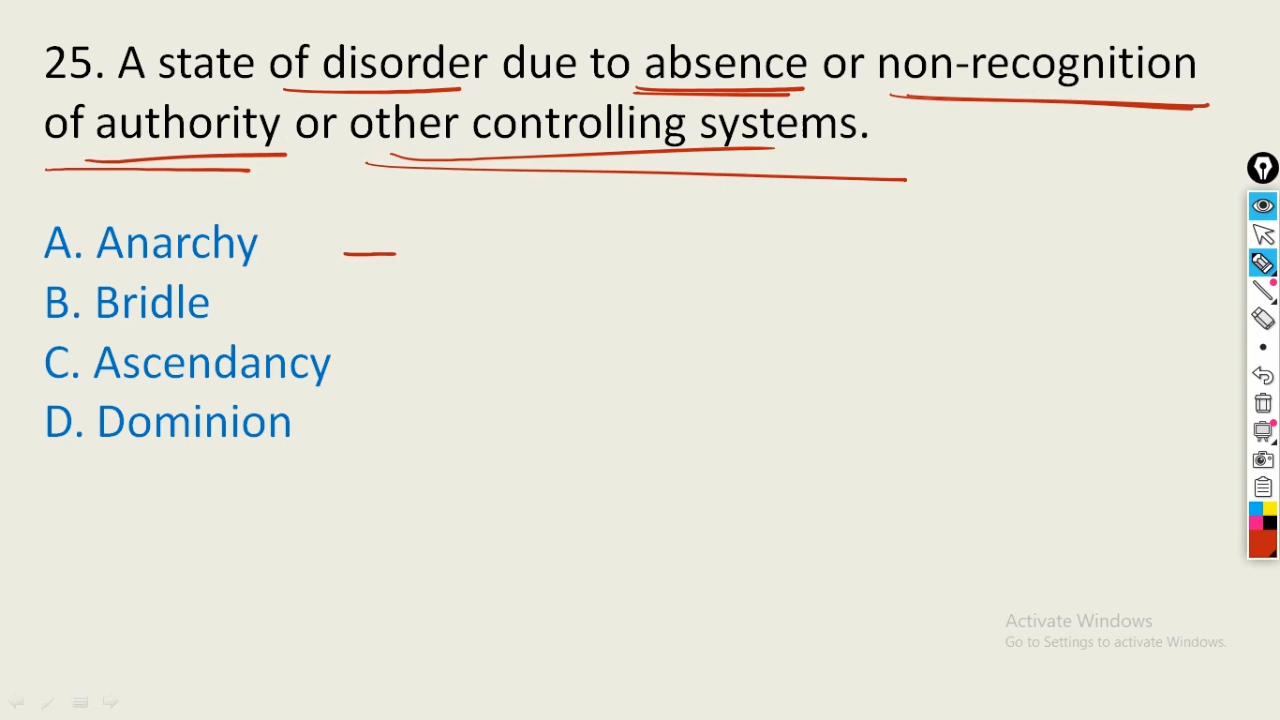 25. A state of disorder due to absence or non-recognition
of authority or other controlling systems.
A. Anarchy
B. Bridle
C. Ascendancy
D. Dominion
Activate Windows
Go to Settings to activate Windows.